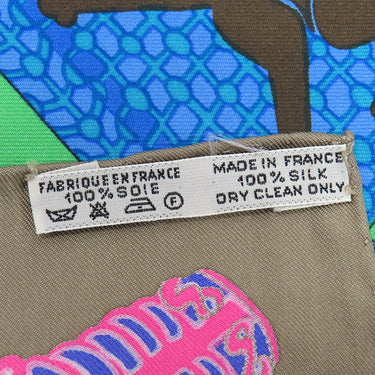 FABRIQUE EN FRANCE
100% SOIE
F
MADE IN FRANCE
100% SILK
DRY CLEAN ONLY